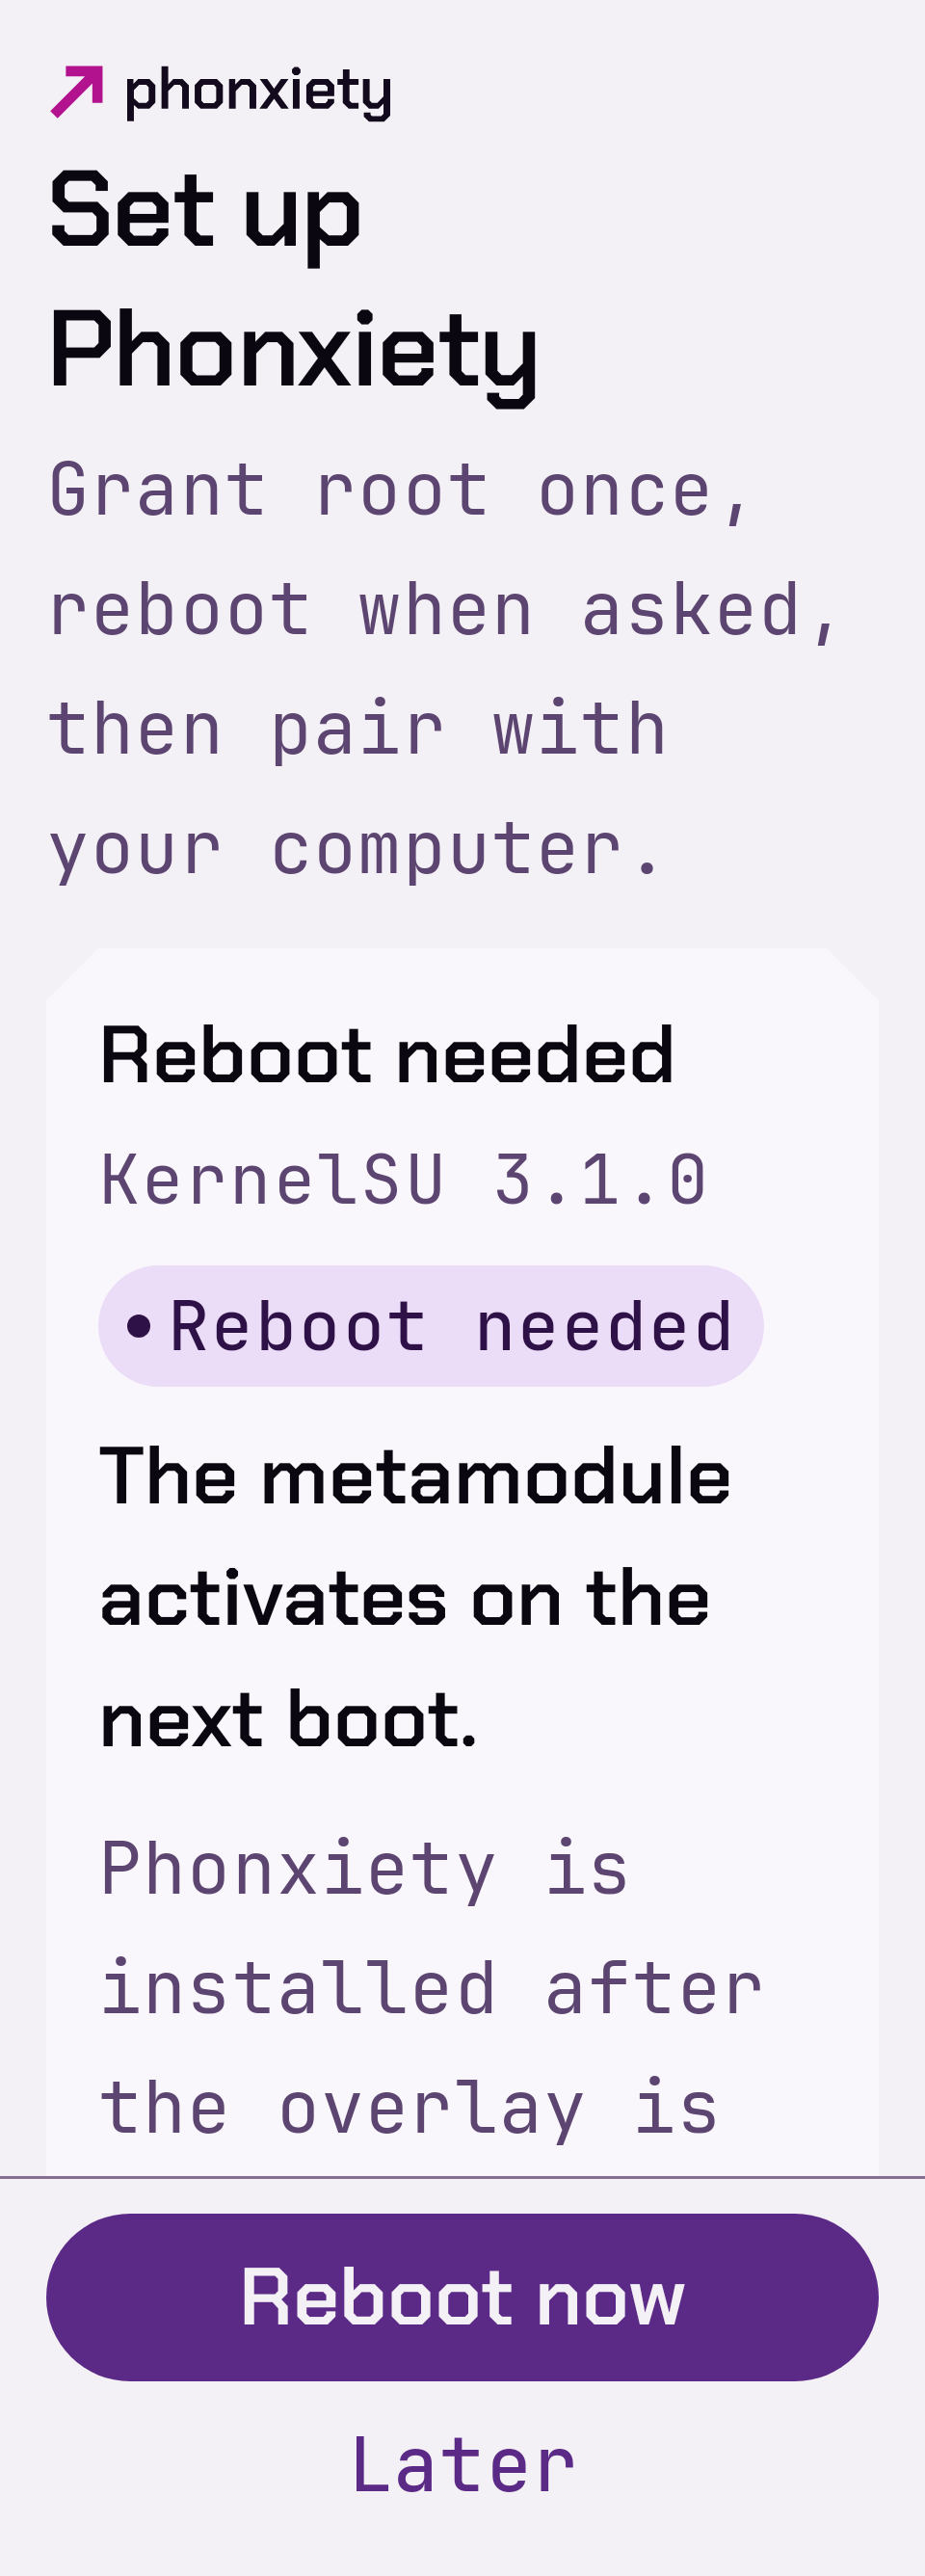 phonxiety
Set up
Phonxiety
Grant root once,
reboot when asked,
then pair with
your computer.
Reboot needed
KernelSU 3.1.0
Reboot needed
The metamodule
activates on the
next boot.
Phonxiety is
installed after
the overlay is
Reboot now
Later